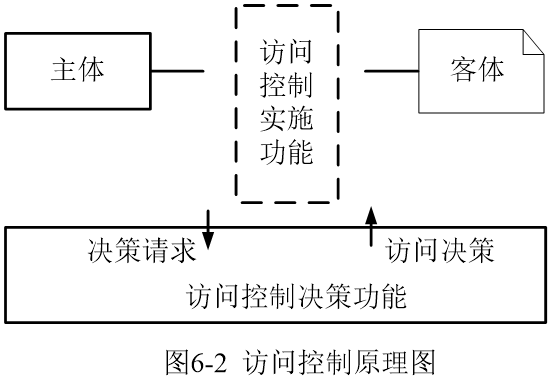 主体
访问
控制
实施
功能
客体
决策请求
访问决策
访问控制决策功能
图6-2 访问控制原理图